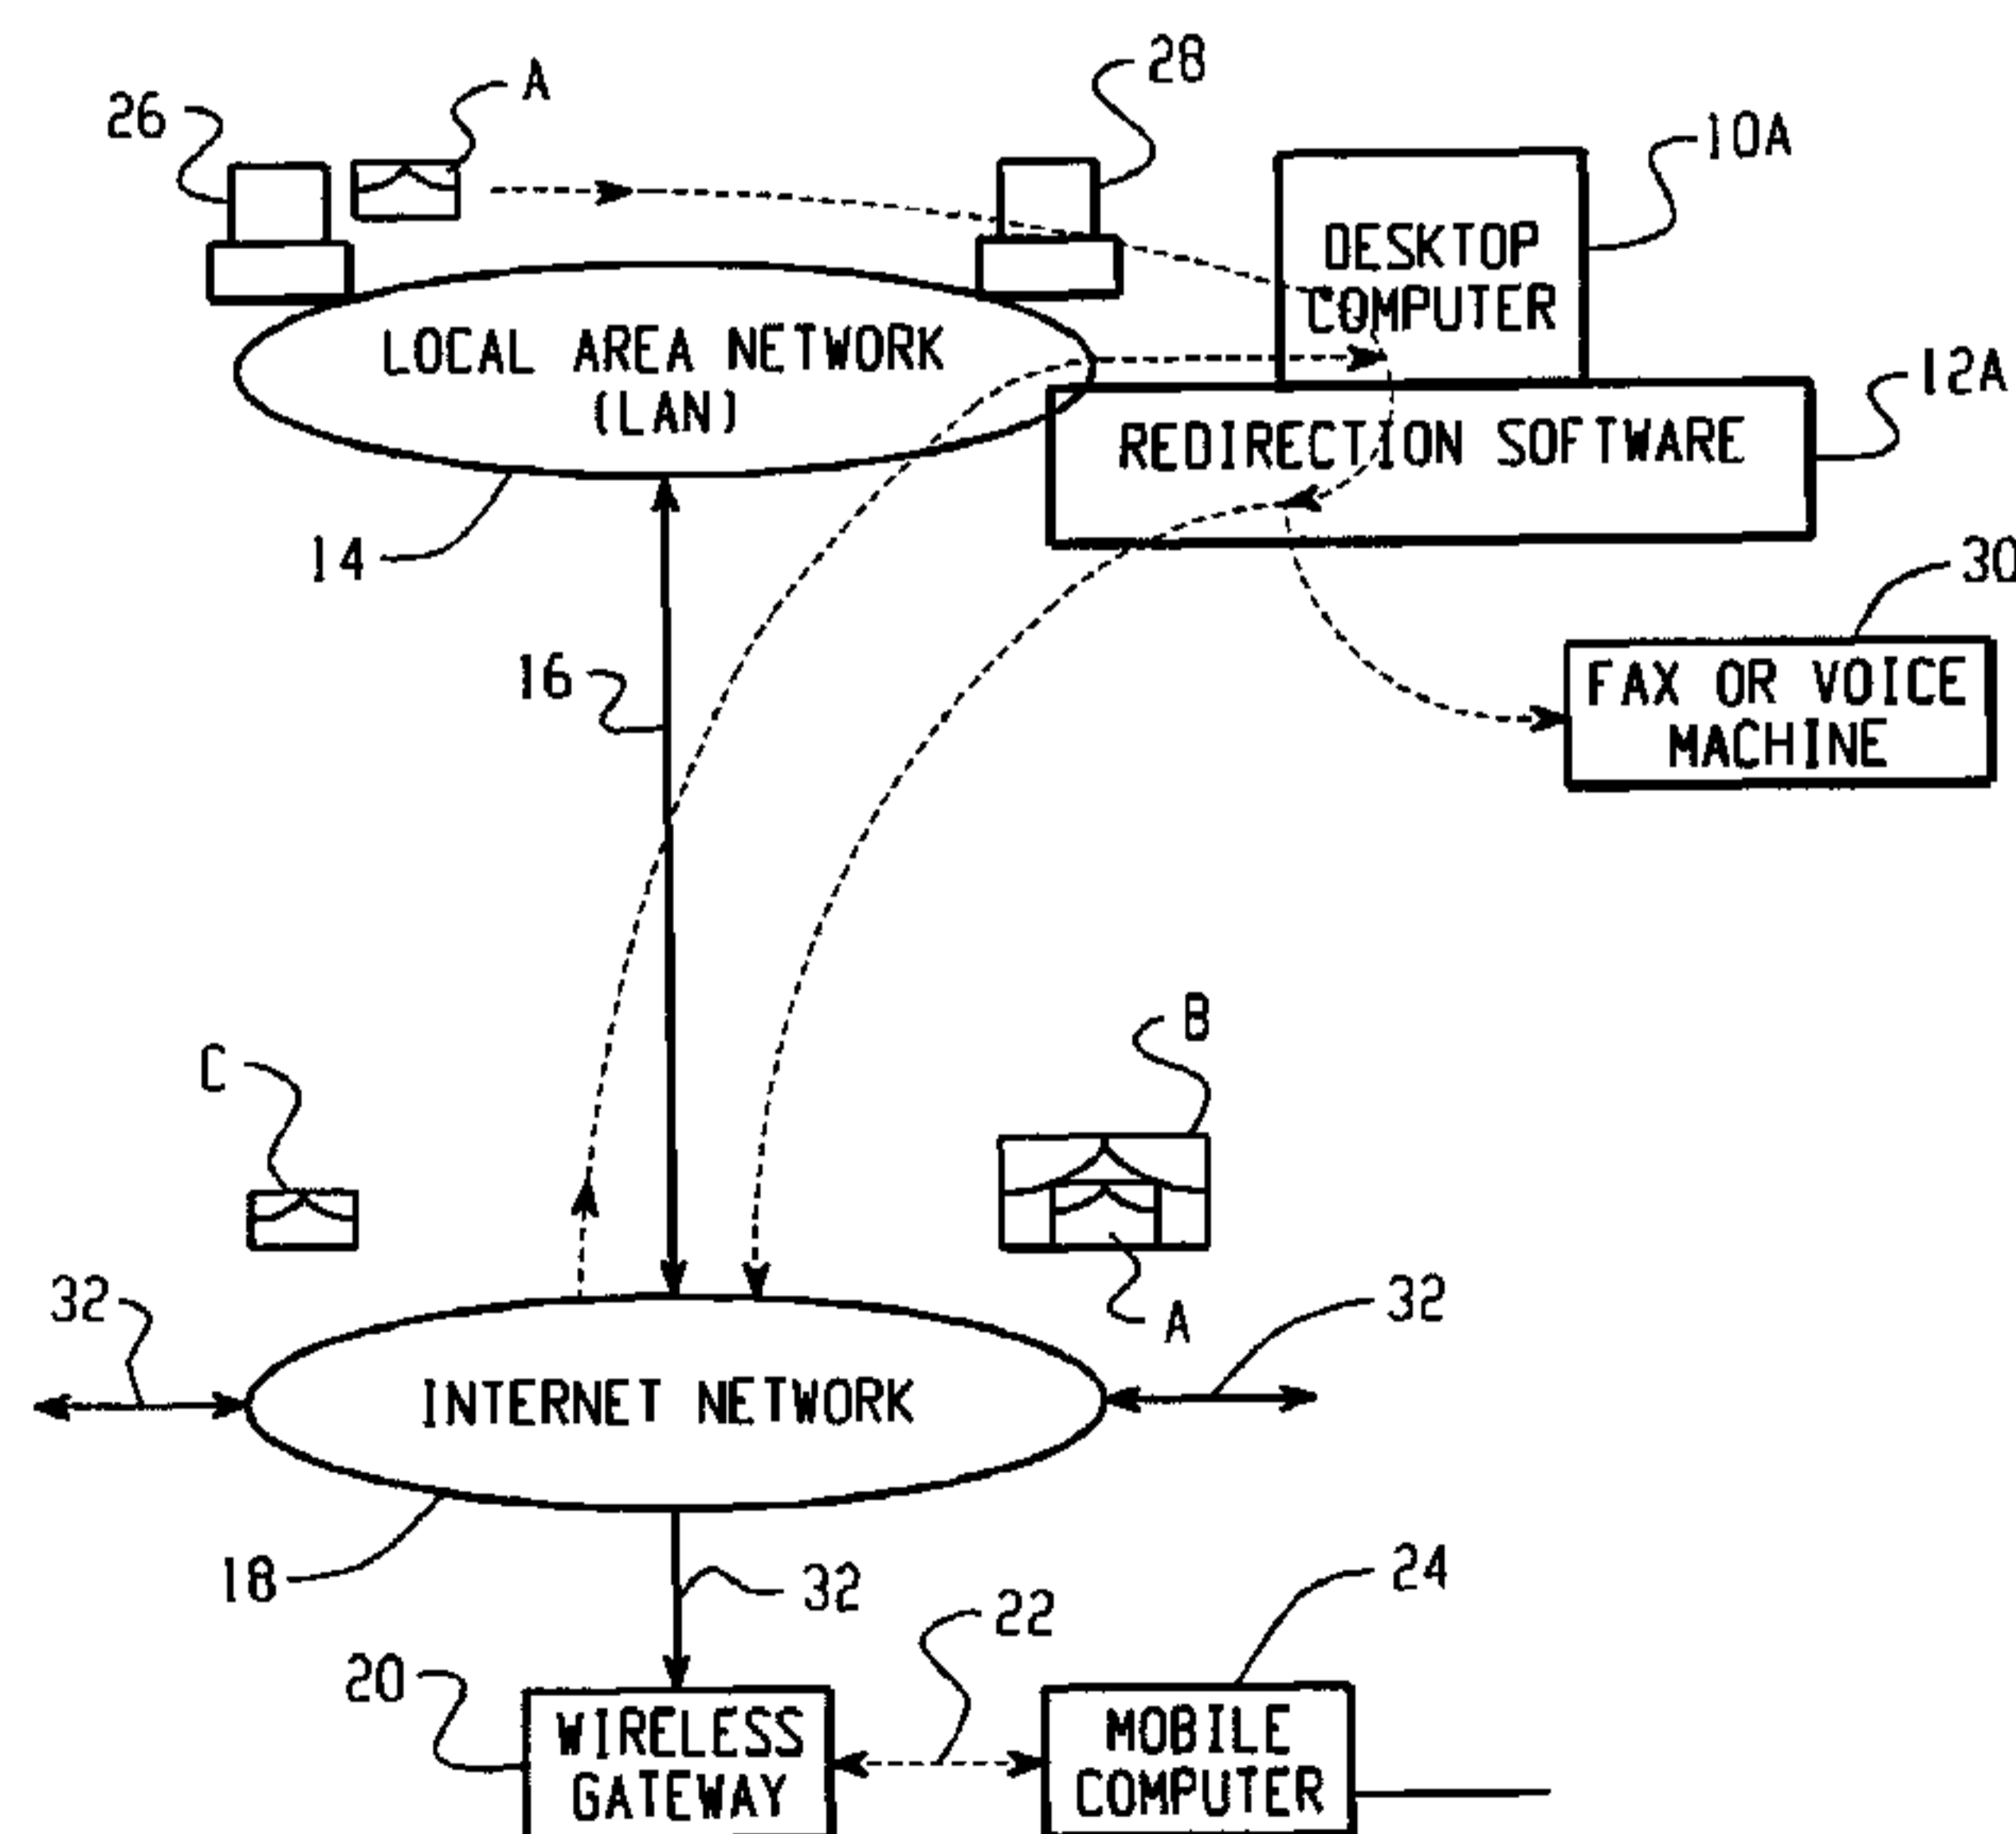 28
A
26
10A
DESKTOP
COMPUTER
LOCAL AREA NETWORK
(LAN)
12A
REDIRECTION SOFTWARE
14
30
16
FAX OR VOICE
MACHINE
B
C
32
A
32
INTERNET NETWORK
18
32
24
22
20
WIRELESS
GATEWAY
MOBILE
COMPUTER